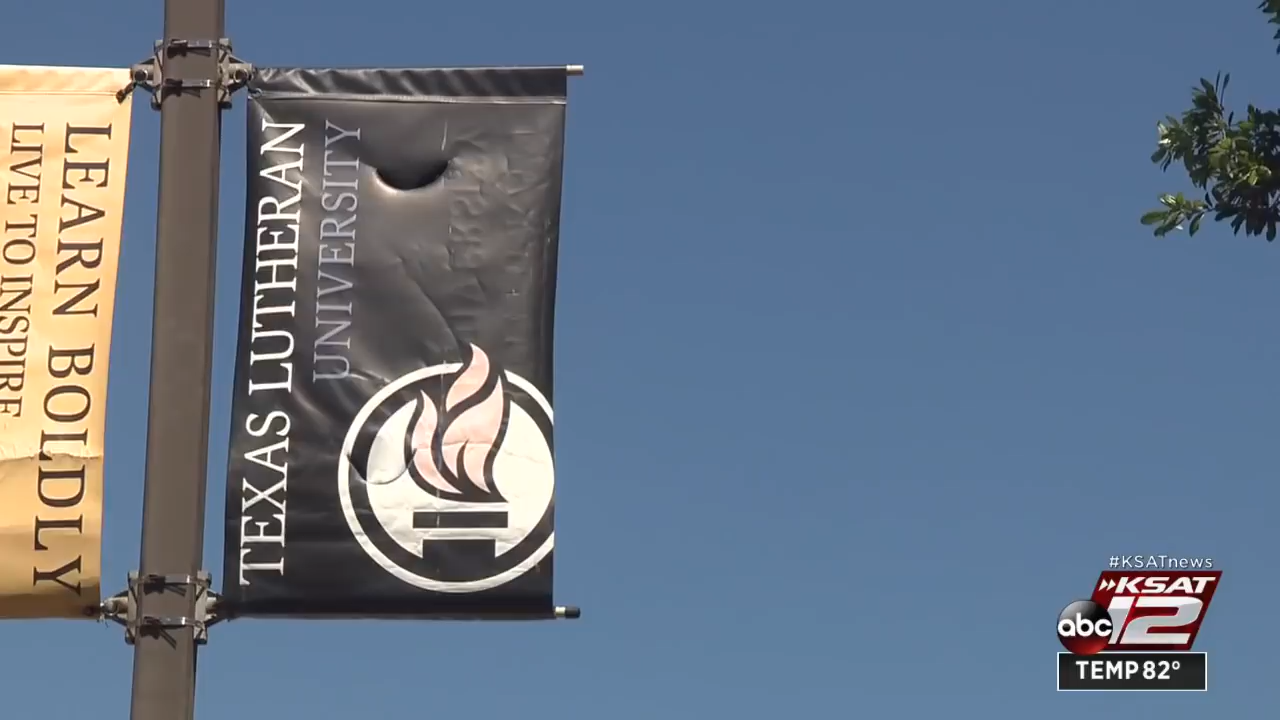 LEARN BOLDLY
LIVE TO INSPIRE
TEXAS LUTHERAN
UNIVERSITY
#KSATnews
KSAT
abc 12
TEMP 82°